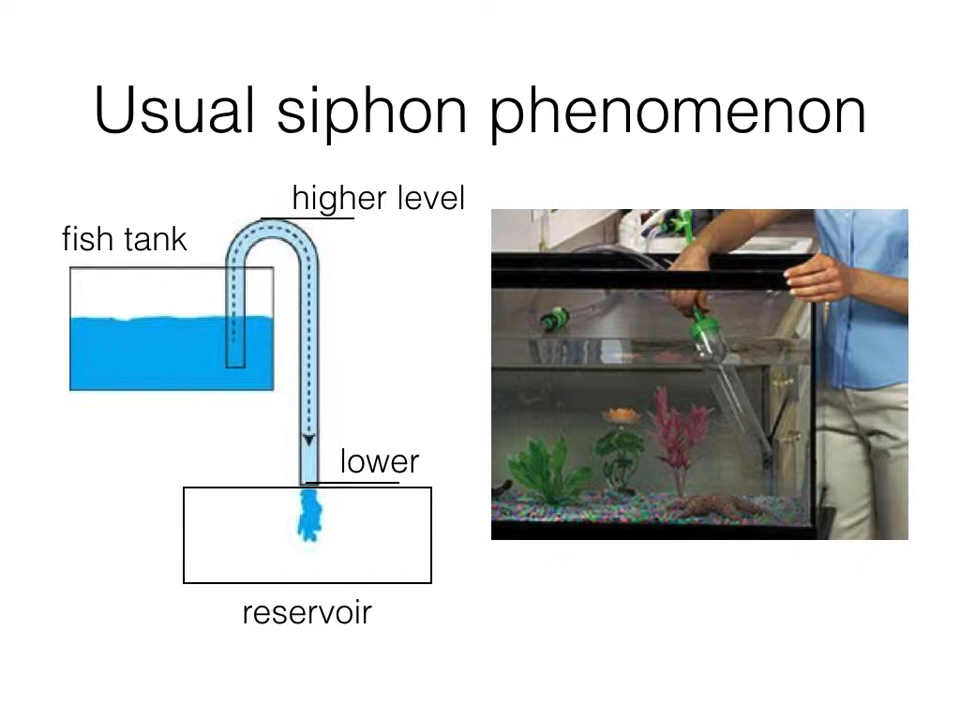 Usual siphon phenomenon
higher level
fish tank
lower
reservoir